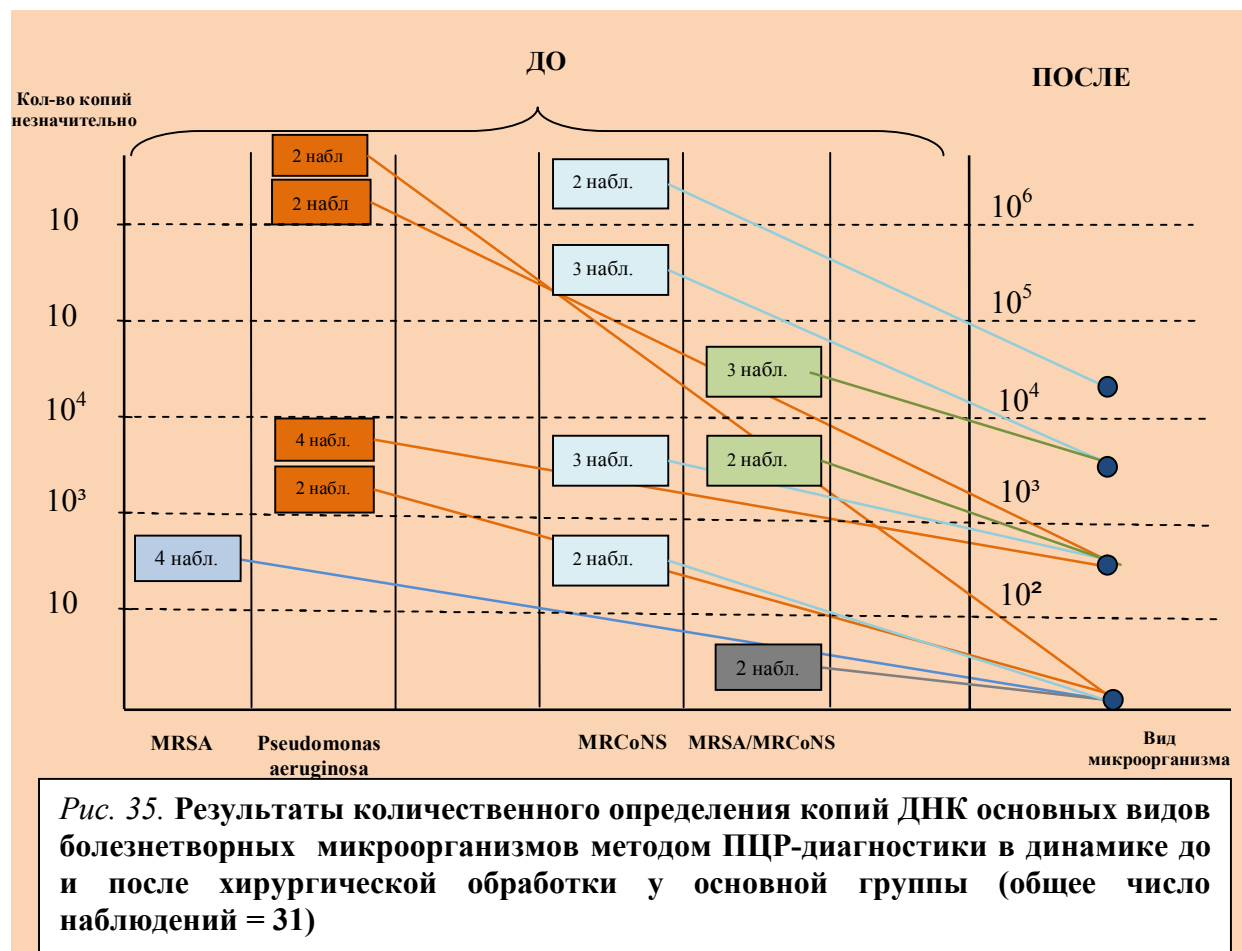 ДО
ПОСЛЕ
Кол-во копий
незначительно
2 набл
2 набл
2 набл.
10
10⁶
3 набл.
10
10⁵
3 набл.
10⁴
10⁴
4 набл.
3 набл.
2 набл.
2 набл.
10³
10³
4 набл.
2 набл.
10
10²
2 набл.
MRSA
Pseudomonas
aeruginosa
MRCoNS
MRSA/MRCoNS
Вид
микроорганизма
Рис. 35. Результаты количественного определения копий ДНК основных видов
болезнетворных микроорганизмов методом ПЦР-диагностики в динамике до
и после хирургической обработки у основной группы (общее число
наблюдений = 31)